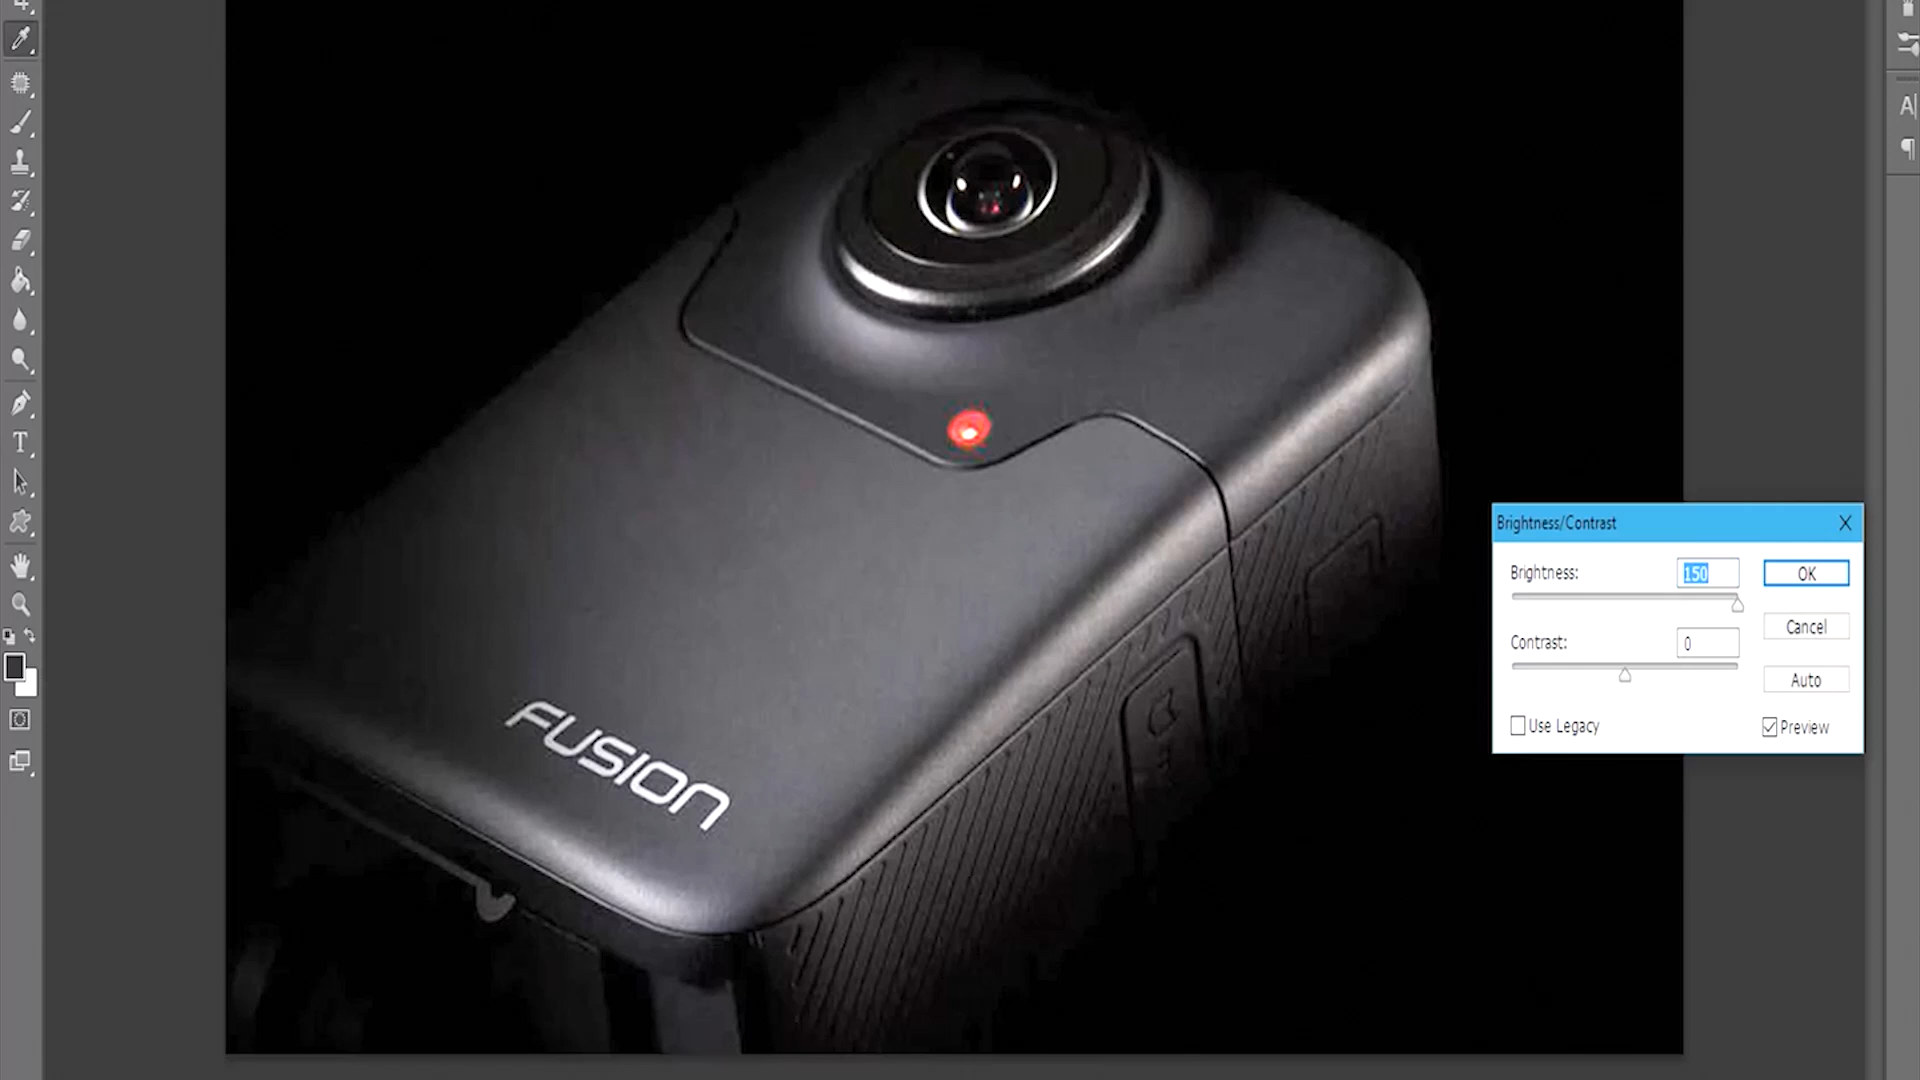 Brightness/Contrast
Brightness: 150
OK
Contrast: 0
Cancel
Auto
Use Legacy
Preview
FUSION